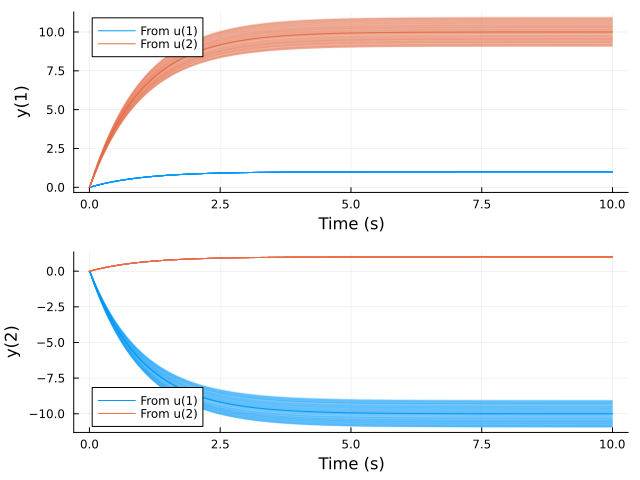 y(1)
10.0
7.5
5.0
2.5
0.0
From u(1)
From u(2)
0.0 2.5 5.0 7.5 10.0
Time (s)
y(2)
0.0
−2.5
−5.0
−7.5
−10.0
From u(1)
From u(2)
0.0 2.5 5.0 7.5 10.0
Time (s)